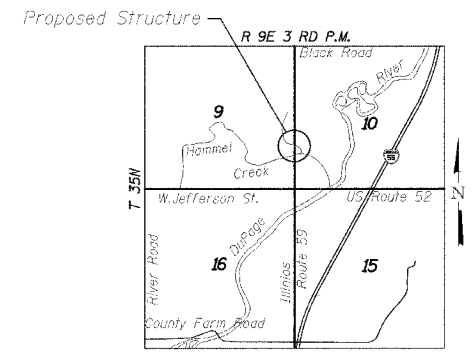 Proposed Structure
R 9E 3 RD P.M.
Black Road
River
9
10
Hammel
Creek
55
T 35N
W.Jefferson St.
US Route 52
N
DuPage
River Road
16
Illinios
Route 59
15
County Farm Road